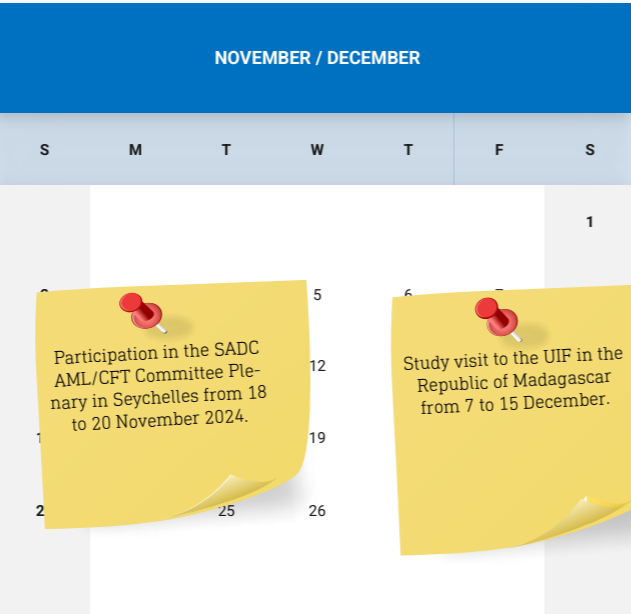 NOVEMBER / DECEMBER
S M T W T F S
1
5
Participation in the SADC
AML/CFT Committee Ple-
nary in Seychelles from 18
to 20 November 2024.
Study visit to the UIF in the
Republic of Madagascar
from 7 to 15 December.
12
19
25 26